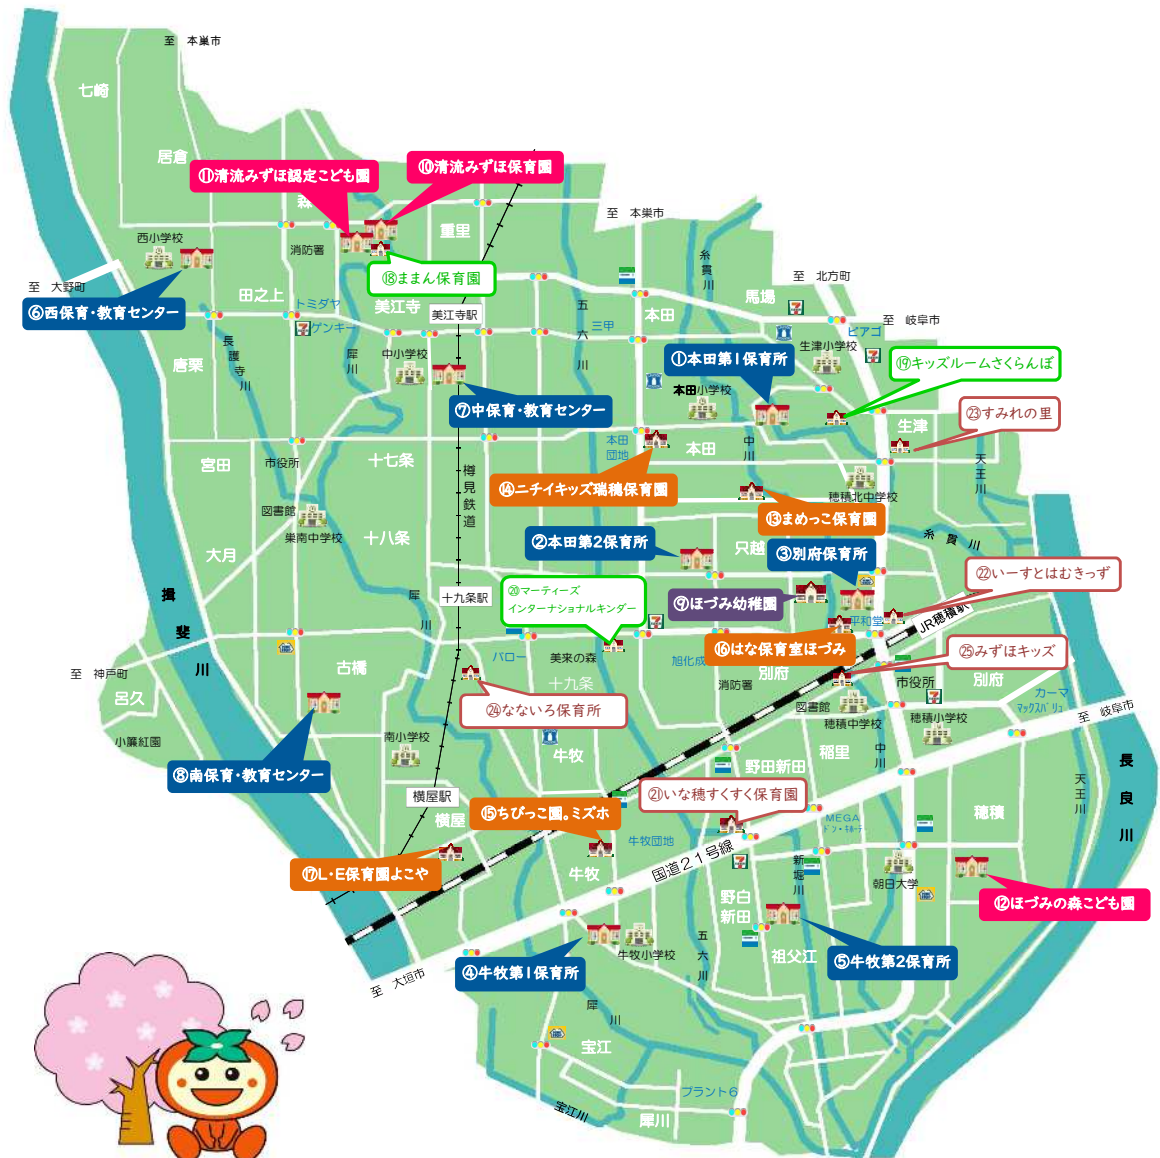 至 本巣市
七崎
居倉
⑪清流みずほ認定こども園
⑩清流みずほ保育園
森
重里
西小学校
消防署
至 本巣市
糸貫川
至 大野町
⑱ままん保育園
至 北方町
田之上
トミダヤ
美江寺
美江寺駅
五六川
本田
馬場
⑥西保育・教育センター
ゲンキー
三甲
ピアゴ
至 岐阜市
長護寺川
犀川
中小学校
①本田第1保育所
生津小学校
唐栗
⑲キッズルームさくらんぼ
本田小学校
⑦中保育・教育センター
㉓すみれの里
生津
本田団地
本田
中川
宮田
市役所
十七条
樽見鉄道
天王川
⑭ニチイキッズ瑞穂保育園
穂積北中学校
図書館
巣南中学校
⑬まめっこ保育園
大月
十八条
②本田第2保育所
只越
③別府保育所
糸貫川
㉒いーすとはむきっず
揖斐川
犀川
十九条駅
⑳マーティーズ
インターナショナルキンダー
⑨ほづみ幼稚園
平和堂
JR穂積駅
⑯はな保育室ほづみ
至 神戸町
古橋
バロー
美来の森
旭化成
別府
㉕みずほキッズ
十九条
消防署
市役所
別府
呂久
㉔なないろ保育所
図書館
カーマ
マックスバリュ
至 岐阜市
穂積中学校
穂積小学校
小簾紅園
南小学校
牛牧
稲里
中川
⑧南保育・教育センター
野田新田
長良川
天王川
横屋駅
㉑いな穂すくすく保育園
⑮ちびっこ園。ミズホ
横屋
MEGA
ドン・キホーテ
穂積
牛牧団地
国道21号線
⑰L・E保育園よこや
牛牧
新堀川
朝日大学
野白新田
⑫ほづみの森こども園
五六川
牛牧小学校
祖父江
④牛牧第1保育所
⑤牛牧第2保育所
至 大垣市
犀川
宝江
プラント6
宝江川
犀川